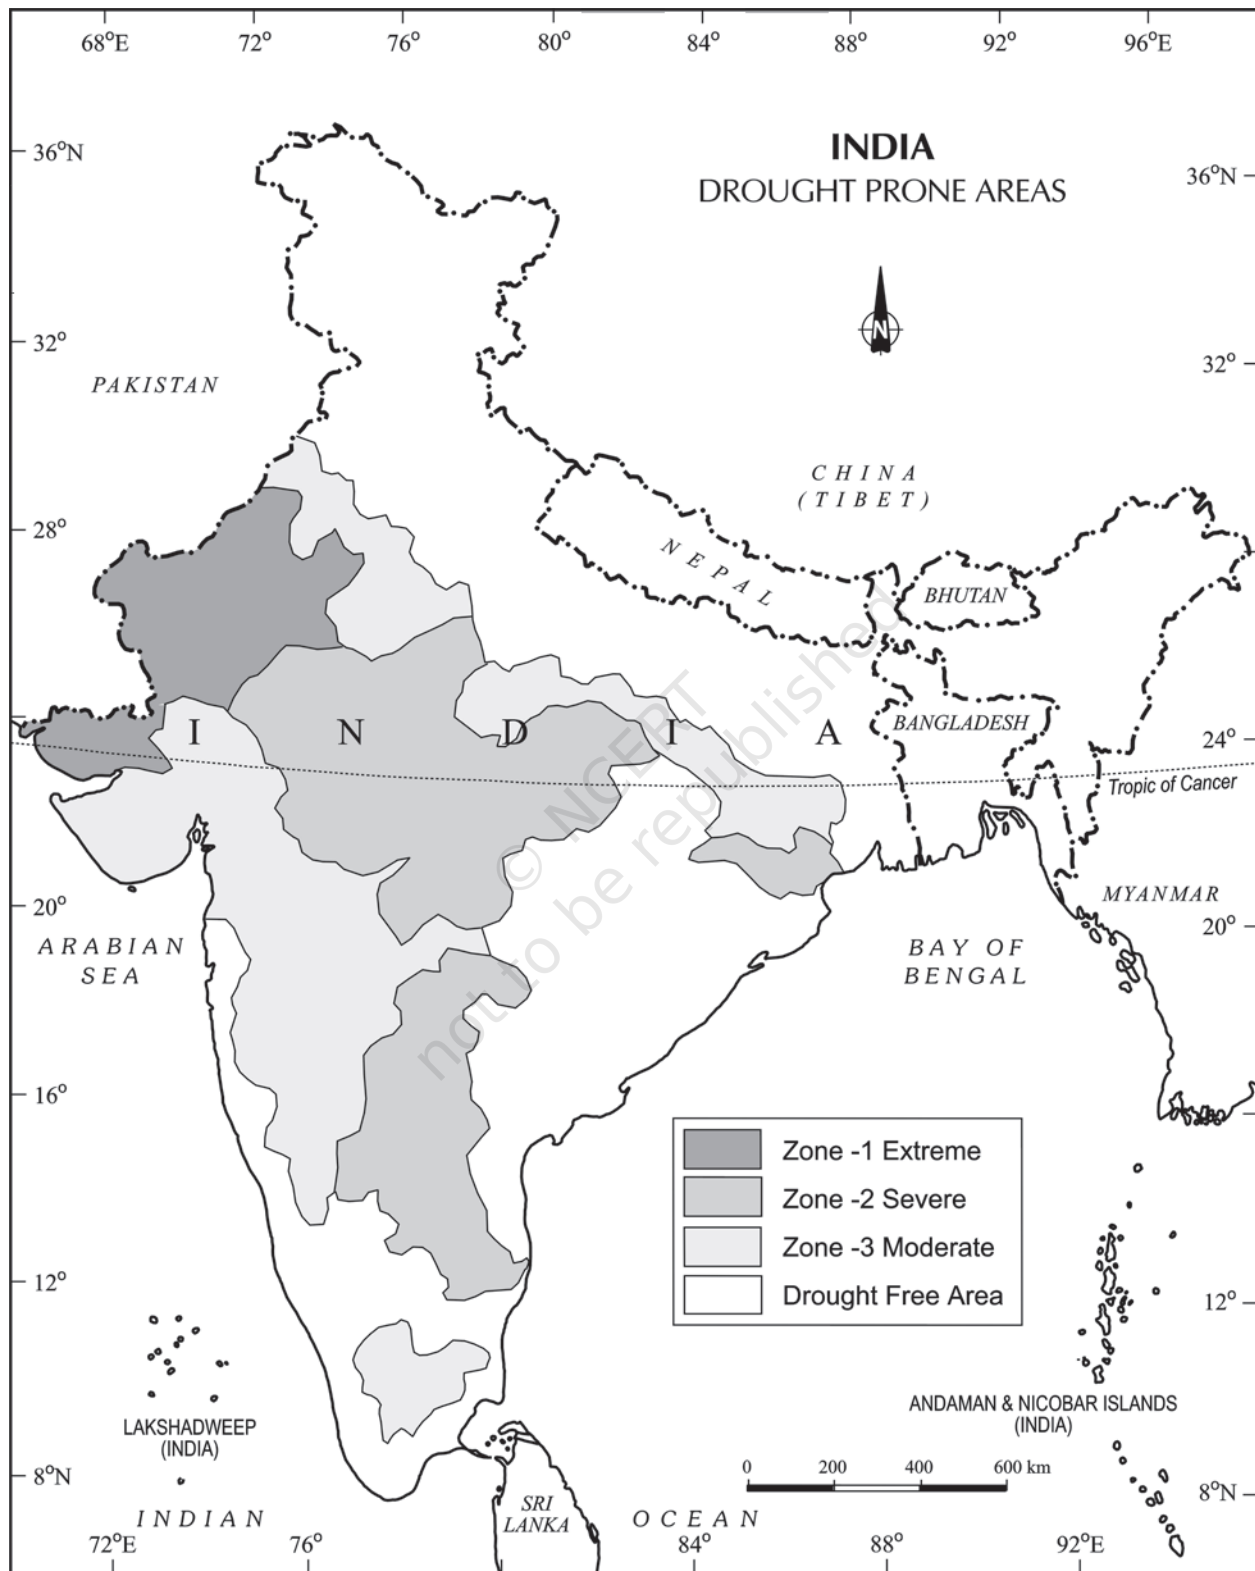 68°E 72° 76° 80° 84° 88° 92° 96°E
INDIA
DROUGHT PRONE AREAS
36°N
36°N
N
32°
32°
PAKISTAN
CHINA
(TIBET)
28°
NEPAL
BHUTAN
BANGLADESH
I N D I A
24°
Tropic of Cancer
© NCERT
not to be republished
20°
MYANMAR
20°
ARABIAN
SEA
BAY OF
BENGAL
16°
Zone -1 Extreme
Zone -2 Severe
Zone -3 Moderate
Drought Free Area
12°
12°
LAKSHADWEEP
(INDIA)
ANDAMAN & NICOBAR ISLANDS
(INDIA)
0 200 400 600 km
8°N
8°N
SRI
LANKA
INDIAN OCEAN
72°E 76° 84° 88° 92°E